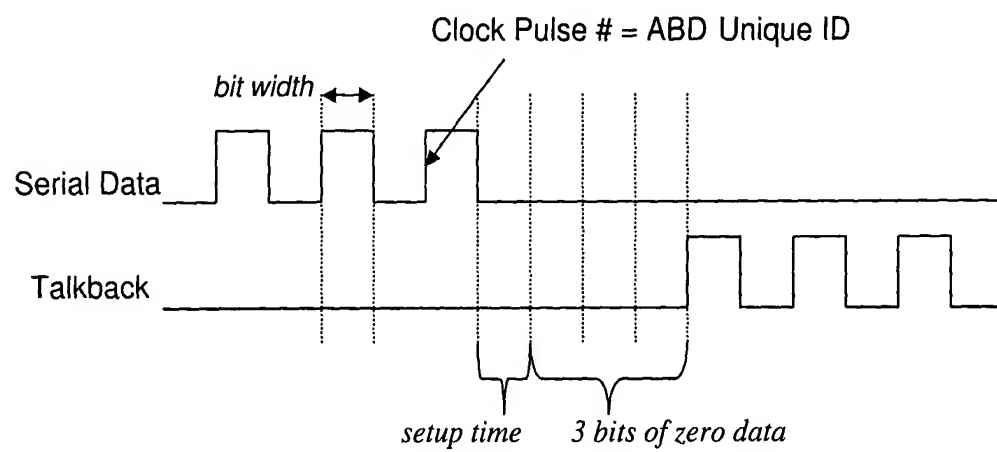 Clock Pulse # = ABD Unique ID
bit width
Serial Data
Talkback
setup time
3 bits of zero data